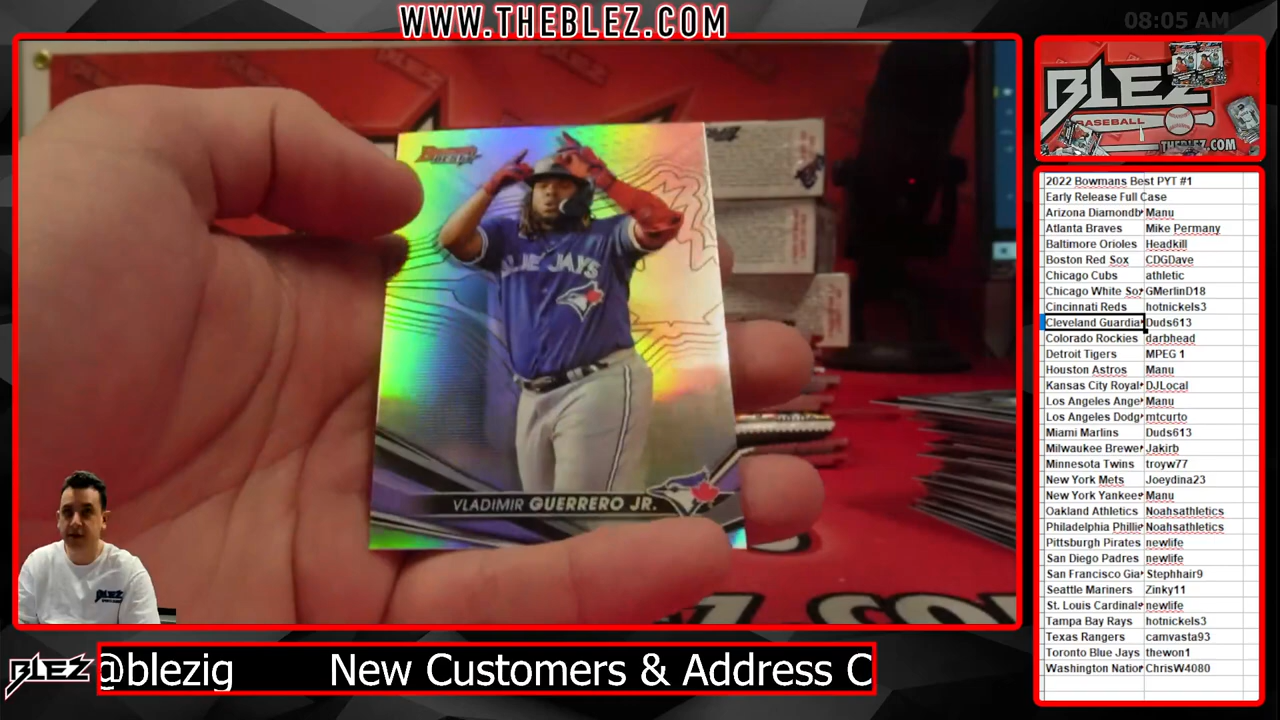 WWW.THEBLEZ.COM
08:05 AM
BLEZ
BASEBALL
THEBLEZ.COM
BLUE JAYS
VLADIMIR GUERRERO JR.
2022 Bowmans Best PYT #1
Early Release Full Case
Arizona Diamondb Manu
Atlanta Braves Mike Permany
Baltimore Orioles Headkill
Boston Red Sox CDGDave
Chicago Cubs athletic
Chicago White So GMerlinD18
Cincinnati Reds hotnickels3
Cleveland Guardia Duds613
Colorado Rockies darbhead
Detroit Tigers MPEG 1
Houston Astros Manu
Kansas City Royal DJLocal
Los Angeles Ange Manu
Los Angeles Dodg mtcurto
Miami Marlins Duds613
Milwaukee Brewe Jakirb
Minnesota Twins troyw77
New York Mets Joeydina23
New York Yankee Manu
Oakland Athletics Noahsathletics
Philadelphia Phillie Noahsathletics
Pittsburgh Pirates newlife
San Diego Padres newlife
San Francisco Gia Stephhair9
Seattle Mariners Zinky11
St. Louis Cardinal newlife
Tampa Bay Rays hotnickels3
Texas Rangers camvasta93
Toronto Blue Jays thewon1
Washington Natio ChrisW4080
BLEZ
@blezig New Customers & Address C